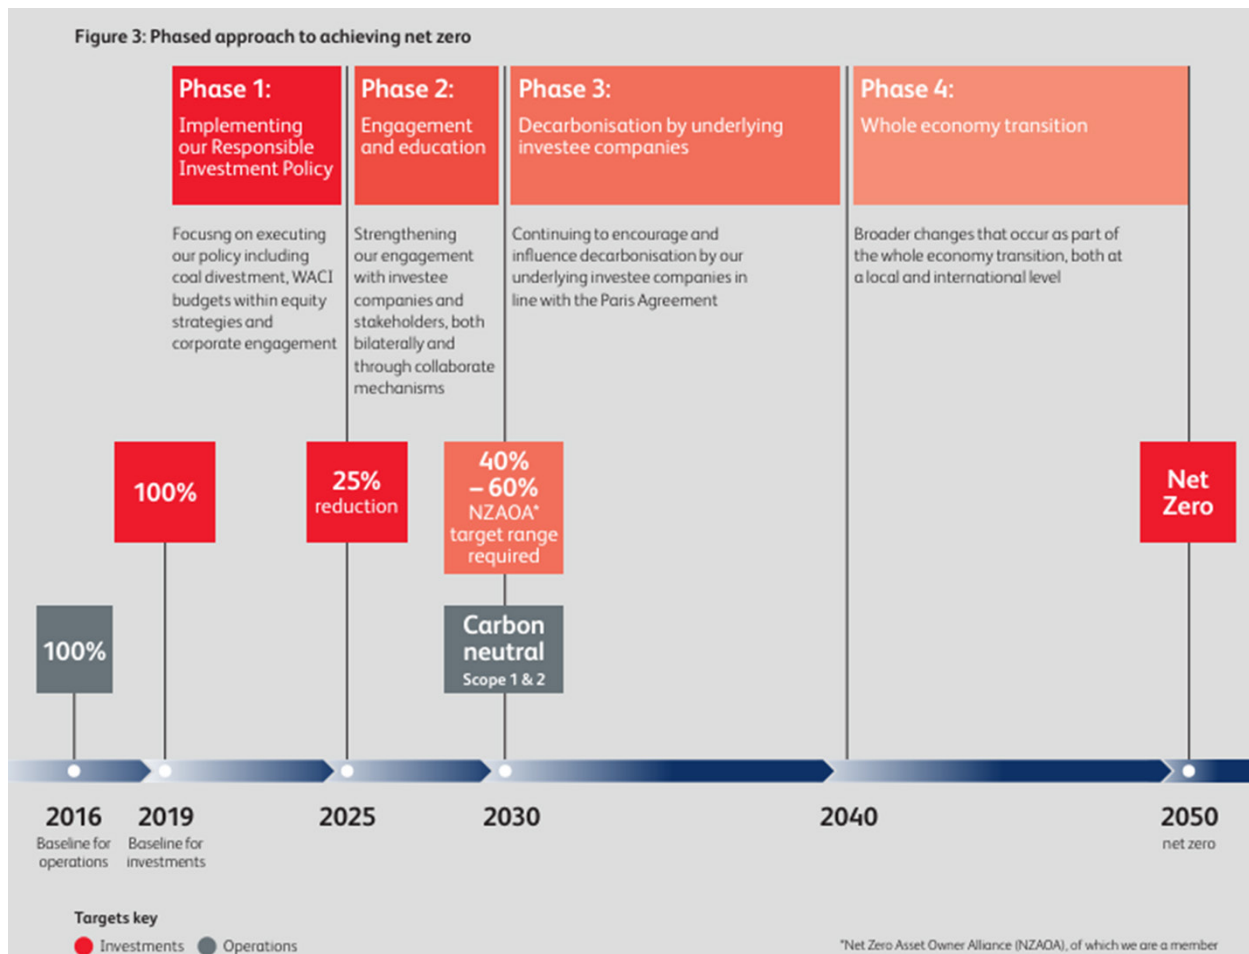 Figure 3: Phased approach to achieving net zero
Phase 1:
Implementing
our Responsible
Investment Policy
Focusng on executing
our policy including
coal divestment, WACI
budgets within equity
strategies and
corporate engagement
Phase 2:
Engagement
and education
Strengthening
our engagement
with investee
companies and
stakeholders, both
bilaterally and
through collaborate
mechanisms
Phase 3:
Decarbonisation by underlying
investee companies
Continuing to encourage and
influence decarbonisation by our
underlying investee companies in
line with the Paris Agreement
Phase 4:
Whole economy transition
Broader changes that occur as part of
the whole economy transition, both at
a local and international level
100%
25%
reduction
40%
– 60%
NZAOA*
target range
required
Net
Zero
100%
Carbon
neutral
Scope 1 & 2
2016
Baseline for
operations
2019
Baseline for
investments
2025
2030
2040
2050
net zero
Targets key
Investments
Operations
*Net Zero Asset Owner Alliance (NZAOA), of which we are a member